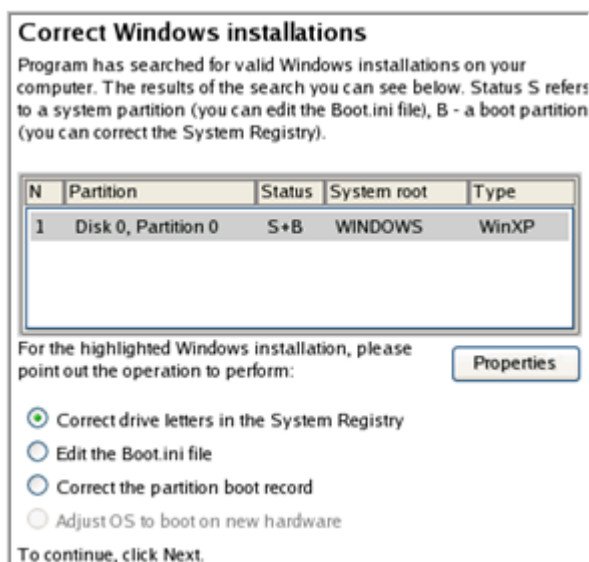 Correct Windows installations
Program has searched for valid Windows installations on your
computer. The results of the search you can see below. Status S refers
to a system partition (you can edit the Boot.ini file), B - a boot partition
(you can correct the System Registry).
N Partition Status System root Type
1 Disk 0, Partition 0 S+B WINDOWS WinXP
For the highlighted Windows installation, please
point out the operation to perform:
Properties
Correct drive letters in the System Registry
Edit the Boot.ini file
Correct the partition boot record
Adjust OS to boot on new hardware
To continue, click Next.